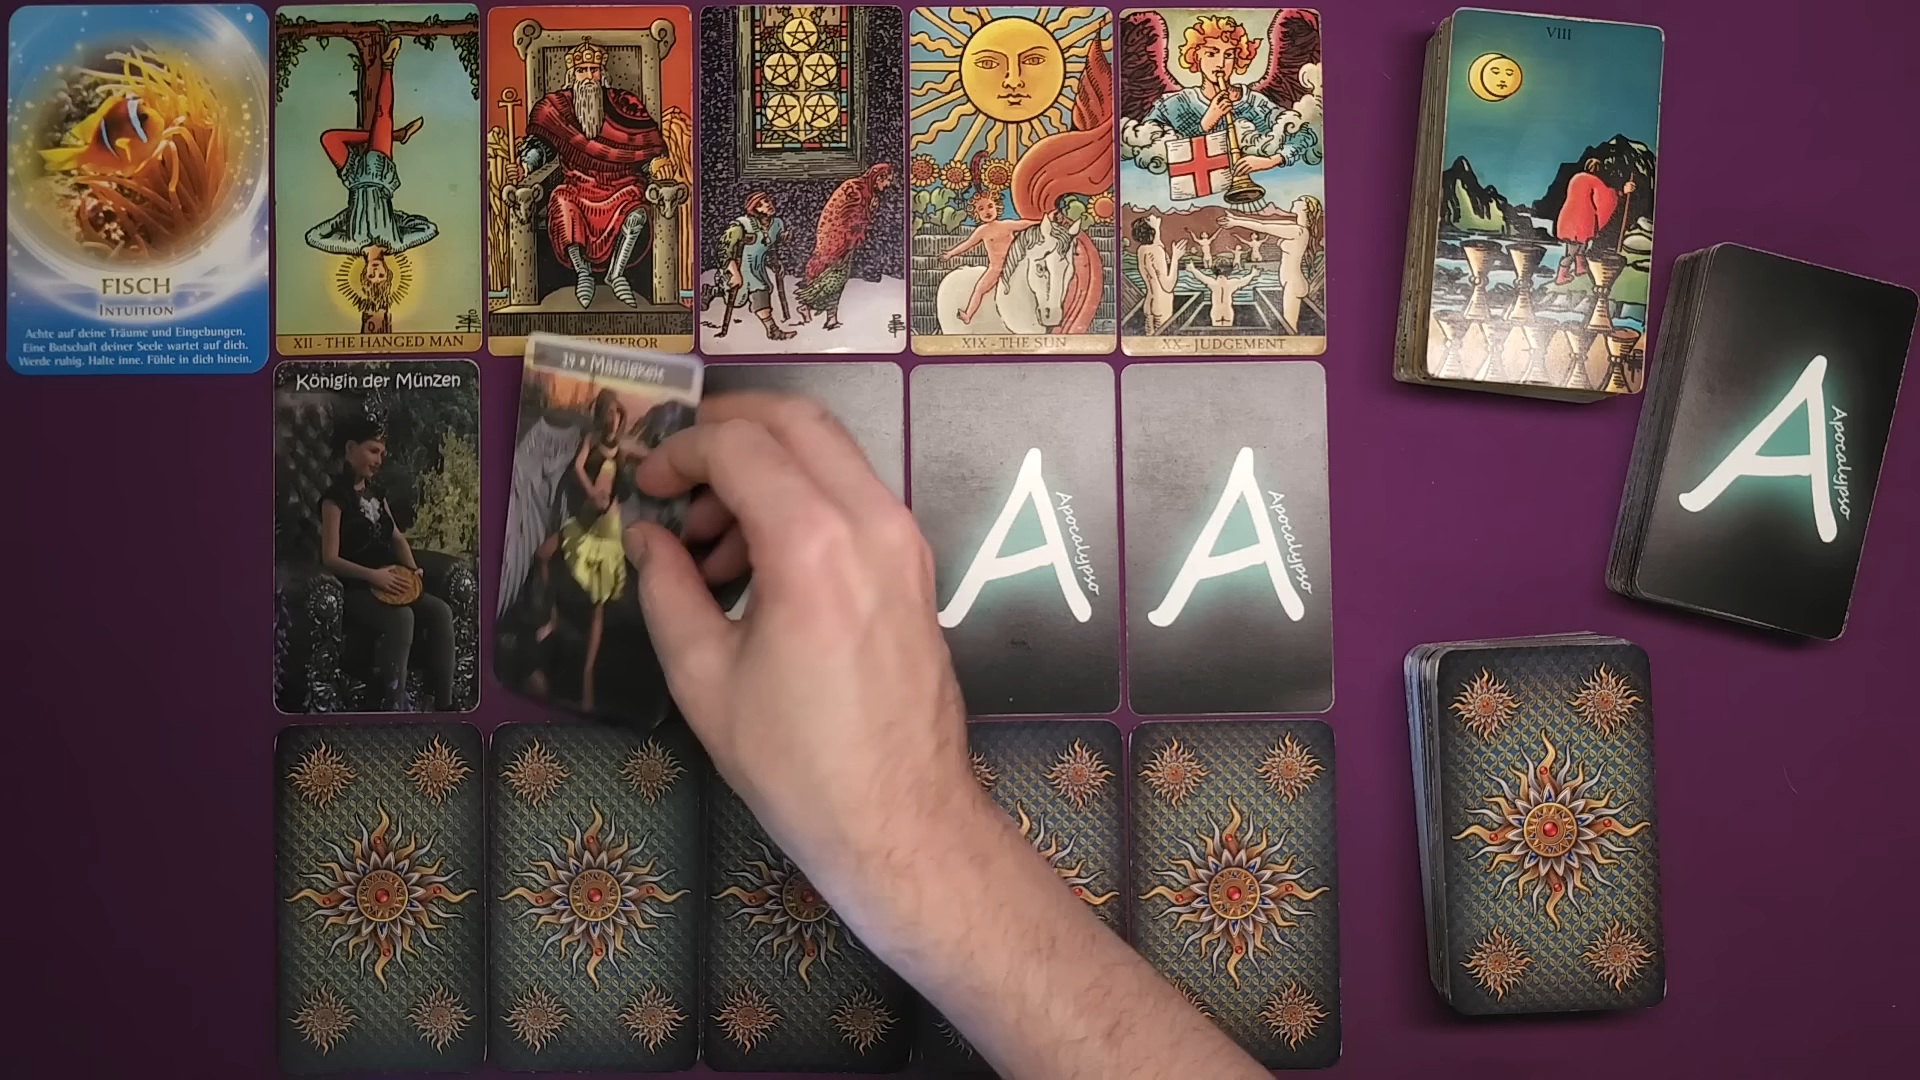 FISCH
INTUITION
Achte auf deine Träume und Eingebungen.
Eine Botschaft deiner Seele wartet auf dich.
Werde ruhig. Halte inne. Fühle in dich hinein.
XII - THE HANGED MAN
EMPEROR
V
XIX - THE SUN
XX - JUDGEMENT
VIII
Königin der Münzen
14 • Mässigkeit
A
Apocalypso
A
Apocalypso
A
Apocalypso